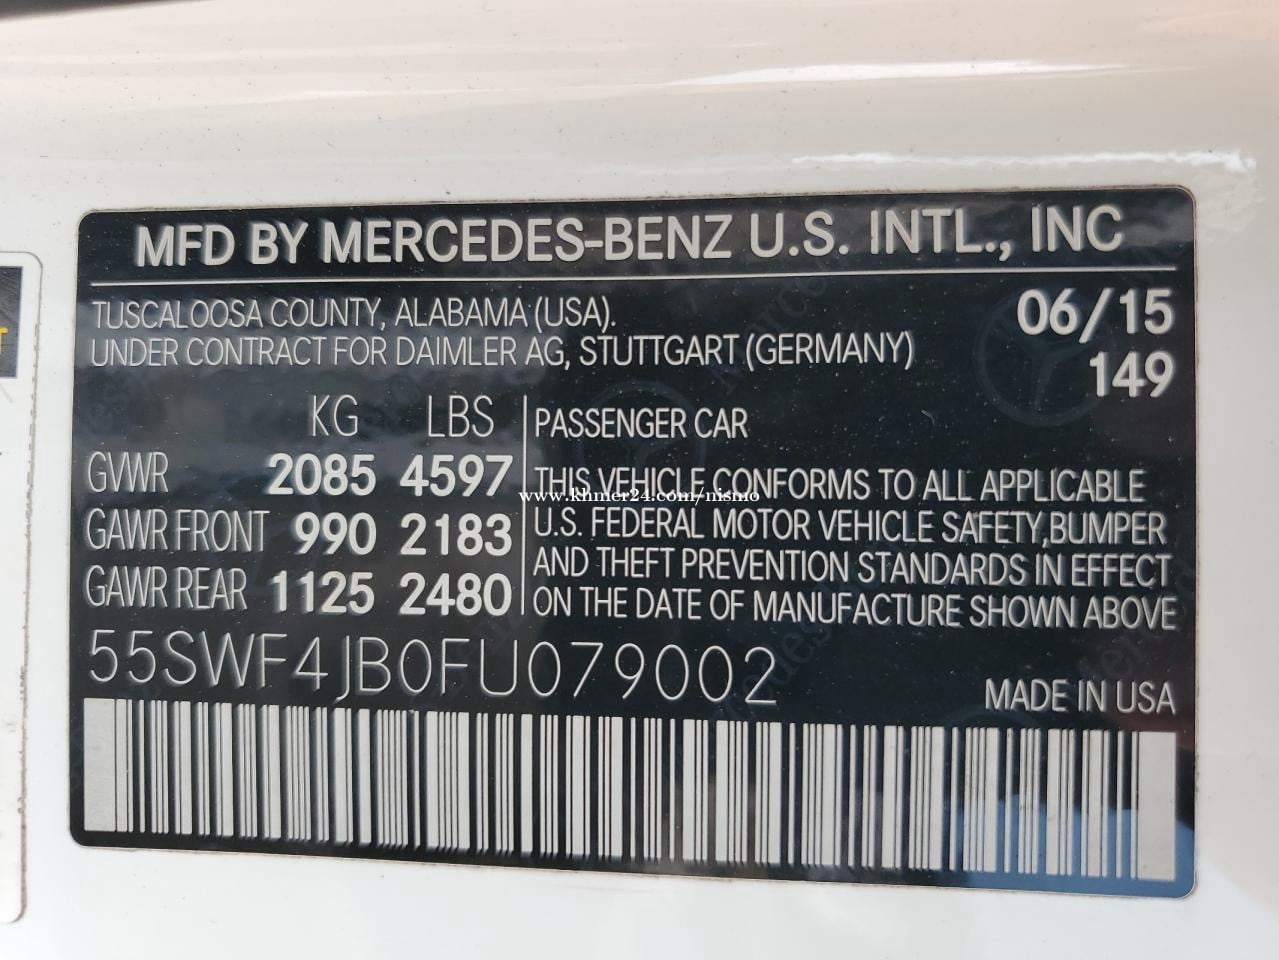 MFD BY MERCEDES-BENZ U.S. INTL., INC
TUSCALOOSA COUNTY, ALABAMA (USA).
UNDER CONTRACT FOR DAIMLER AG, STUTTGART (GERMANY)
06/15
149
KG LBS
GVWR 2085 4597
GAWR FRONT 990 2183
GAWR REAR 1125 2480
PASSENGER CAR
THIS VEHICLE CONFORMS TO ALL APPLICABLE
U.S. FEDERAL MOTOR VEHICLE SAFETY,BUMPER
AND THEFT PREVENTION STANDARDS IN EFFECT
ON THE DATE OF MANUFACTURE SHOWN ABOVE
www.khmer24.com/nismo
55SWF4JB0FU079002
MADE IN USA